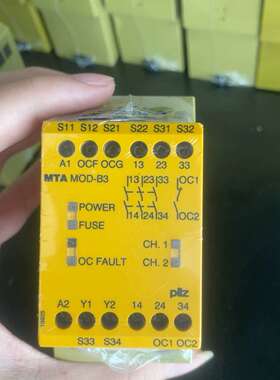 S11 S12 S21 S22 S31 S32
A1 OCF OCG 13 23 33
MTA MOD-B3
13 23 33 OC1
POWER
FUSE
14 24 34 OC2
CH. 1
OC FAULT CH. 2
pilz
A2 Y1 Y2 14 24 34
S33 S34 OC1 OC2